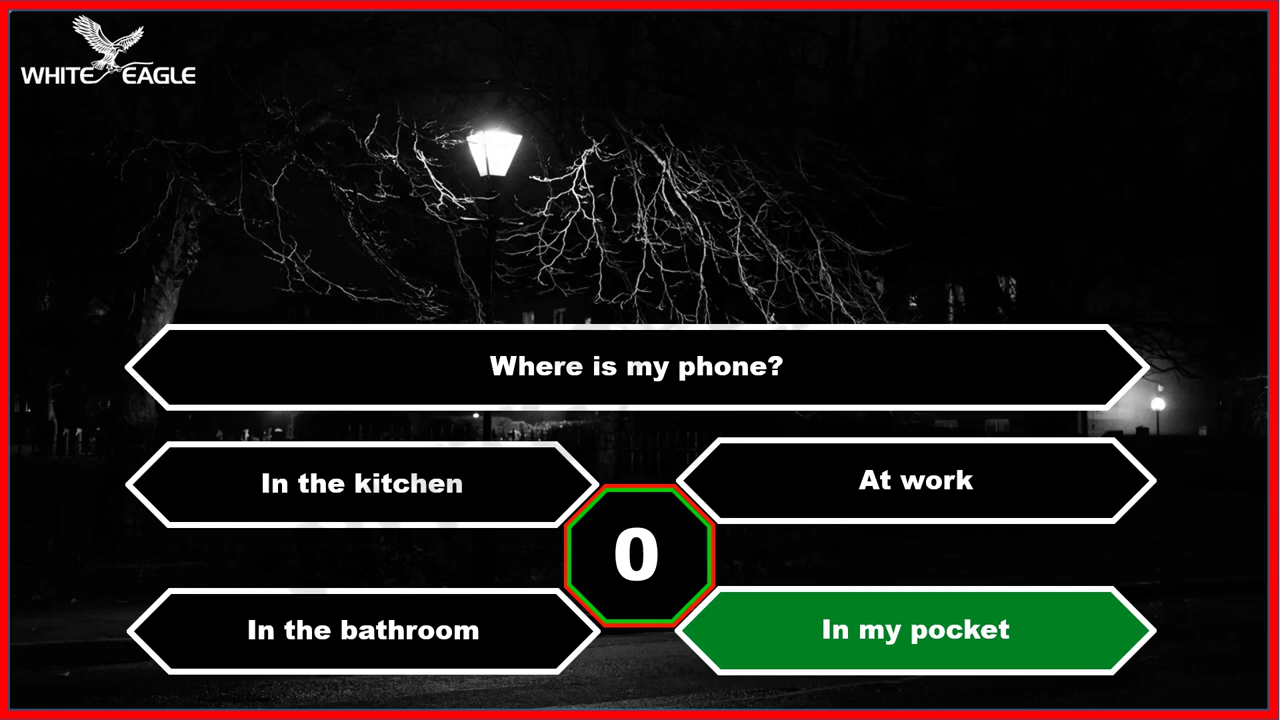 WHITE EAGLE
Where is my phone?
In the kitchen
At work
0
In the bathroom
In my pocket